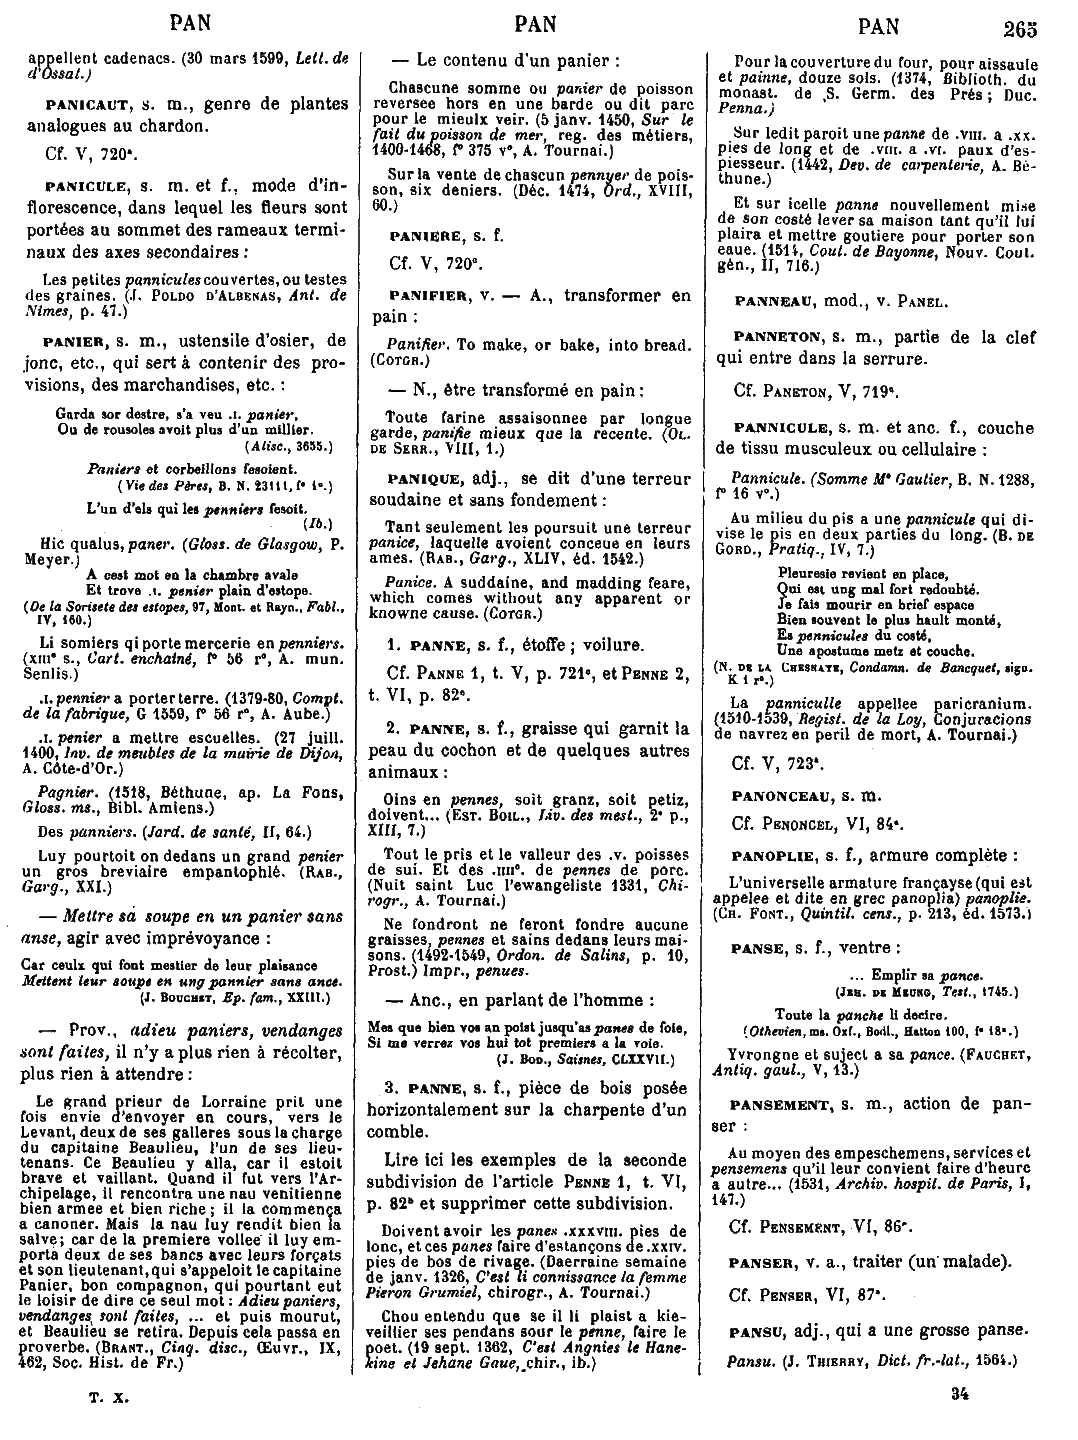 PAN
PAN
PAN
265
appellent cadenacs. (30 mars 1599, Lett. de
d'Ossat.)
PANICAUT, s. m., genre de plantes
analogues au chardon.
Cf. V, 720ª.
PANICULE, s. m. et f., mode d'in-
florescence, dans lequel les fleurs sont
portées au sommet des rameaux termi-
naux des axes secondaires :
Les petites pannicules couvertes, ou testes
des graines. (J. POLDO D'ALBENAS, Ant. de
Nimes, p. 47.)
PANIER, s. m., ustensile d'osier, de
jonc, etc., qui sert à contenir des pro-
visions, des marchandises, etc. :
Garda sor destre, s'a veu .I. panier,
Ou de rousoles avoit plus d'un millier.
(Alisc., 3655.)
Paniers et corbeillons fesoient.
(Vie des Pères, B. N. 23111, fº 1ª.)
L'un d'els qui les penniers fesoit.
(Ib.)
Hic qualus, paner. (Gloss. de Glasgow, P.
Meyer.)
A cest mot en la chambre avale
Et trove .I. penier plain d'estope.
(De la Sorisete des estopes, 97, Mont. et Rayn., Fabl.,
IV, 160.)
Li somiers qi porte mercerie en penniers.
(XIIIᵉ s., Cart. enchaîné, fº 56 rº, A. mun.
Senlis.)
.I. pennier a porter terre. (1379-80, Compt.
de la fabrique, G 1559, fº 56 rº, A. Aube.)
.I. penier a mettre escuelles. (27 juill.
1400, Inv. de meubles de la mairie de Dijon,
A. Côte-d'Or.)
Pagnier. (1518, Béthune, ap. La Fons,
Gloss. ms., Bibl. Amiens.)
Des panniers. (Jard. de santé, II, 64.)
Luy pourtoit on dedans un grand penier
un gros breviaire empantophlé. (RAB.,
Garg., XXI.)
— Mettre sa soupe en un panier sans
anse, agir avec imprévoyance :
Car ceulx qui font mestier de leur plaisance
Mettent leur soupe en ung pannier sans ance.
(J. BOUCHET, Ep. fam., XXIII.)
— Prov., adieu paniers, vendanges
sont faites, il n'y a plus rien à récolter,
plus rien à attendre :
Le grand prieur de Lorraine prit une
fois envie d'envoyer en cours, vers le
Levant, deux de ses galleres sous la charge
du capitaine Beaulieu, l'un de ses lieu-
tenans. Ce Beaulieu y alla, car il estoit
brave et vaillant. Quand il fut vers l'Ar-
chipelage, il rencontra une nau venitienne
bien armee et bien riche ; il la commença
a canoner. Mais la nau luy rendit bien la
salve ; car de la premiere vollee il luy em-
porta deux de ses bancs avec leurs forçats
et son lieutenant, qui s'appeloit le capitaine
Panier, bon compagnon, qui pourtant eut
le loisir de dire ce seul mot : Adieu paniers,
vendanges sont faites, ... et puis mourut,
et Beaulieu se retira. Depuis cela passa en
proverbe. (BRANT., Cinq. disc., Œuvr., IX,
462, Soc. Hist. de Fr.)
T. X.
— Le contenu d'un panier :
Chascune somme ou panier de poisson
reversee hors en une barde ou dit parc
pour le mieulx veir. (5 janv. 1450, Sur le
fait du poisson de mer, reg. des métiers,
1400-1468, fº 375 vº, A. Tournai.)
Sur la vente de chascun pennyer de pois-
son, six deniers. (Déc. 1474, Ord., XVIII,
60.)
PANIERE, s. f.
Cf. V, 720ᶜ.
PANIFIER, v. — A., transformer en
pain :
Panifier. To make, or bake, into bread.
(COTGR.)
— N., être transformé en pain :
Toute farine assaisonnee par longue
garde, panifie mieux que la recente. (OL.
DE SERR., VIII, 1.)
PANIQUE, adj., se dit d'une terreur
soudaine et sans fondement :
Tant seulement les poursuit une terreur
panice, laquelle avoient conceue en leurs
ames. (RAB., Garg., XLIV, éd. 1542.)
Panice. A suddaine, and madding feare,
which comes without any apparent or
knowne cause. (COTGR.)
1. PANNE, s. f., étoffe ; voilure.
Cf. PANNE 1, t. V, p. 721ᵃ, et PENNE 2,
t. VI, p. 82ᵃ.
2. PANNE, s. f., graisse qui garnit la
peau du cochon et de quelques autres
animaux :
Oins en pennes, soit granz, soit petiz,
doivent... (EST. BOIL., Liv. des mest., 2ᵉ p.,
XIII, 7.)
Tout le pris et le valleur des .v. poisses
de sui. Et des .IIIIᶜ. de pennes de porc.
(Nuit saint Luc l'ewangeliste 1331, Chi-
rogr., A. Tournai.)
Ne fondront ne feront fondre aucune
graisses, pennes et sains dedans leurs mai-
sons. (1492-1549, Ordon. de Salins, p. 10,
Prost.) Impr., penues.
— Anc., en parlant de l'homme :
Mes que bien vos an poist jusqu'as panes de foie,
Si me verrez vos hui tot premiers a la voie.
(J. BOD., Saisnes, CLXXVII.)
3. PANNE, s. f., pièce de bois posée
horizontalement sur la charpente d'un
comble.
Lire ici les exemples de la seconde
subdivision de l'article PENNE 1, t. VI,
p. 82ᵇ et supprimer cette subdivision.
Doivent avoir les panes .XXXVIII. pies de
lonc, et ces panes faire d'estançons de .XXIV.
pies de bos de rivage. (Daerraine semaine
de janv. 1326, C'est li connissance la femme
Pieron Grumiel, chirogr., A. Tournai.)
Chou entendu que se il li plaist a kie-
veillier ses pendans sour le penne, faire le
poet. (19 sept. 1362, C'est Angnies le Hane-
kine et Jehane Gaue, chir., ib.)
Pour la couverture du four, pour aissaule
et painne, douze sols. (1374, Biblioth. du
monast. de S. Germ. des Prés ; Duc.
Penna.)
Sur ledit paroit une panne de .VIII. a .XX.
pies de long et de .VIII. a .VI. paux d'es-
piesseur. (1442, Dev. de carpenterie, A. Bé-
thune.)
Et sur icelle panne nouvellement mise
de son costé lever sa maison tant qu'il lui
plaira et mettre goutiere pour porter son
eaue. (1514, Cout. de Bayonne, Nouv. Cout.
gén., II, 716.)
PANNEAU, mod., v. PANEL.
PANNETON, s. m., partie de la clef
qui entre dans la serrure.
Cf. PANETON, V, 719ᵃ.
PANNICULE, s. m. et anc. f., couche
de tissu musculeux ou cellulaire :
Pannicule. (Somme Mᵉ Gautier, B. N. 1288,
fº 16 vº.)
Au milieu du pis a une pannicule qui di-
vise le pis en deux parties du long. (B. DE
GORD., Pratiq., IV, 7.)
Pleuresie revient en place,
Qui est ung mal fort redoubté.
Je fais mourir en brief espace
Bien souvent le plus hault monté,
Es pennicules du costé,
Une apostume metz et couche.
(N. DE LA CHESNAYE, Condamn. de Bancquet, sign.
K 1 rº.)
La panniculle appellee paricranium.
(1510-1539, Regist. de la Loy, Conjuracions
de navrez en peril de mort, A. Tournai.)
Cf. V, 723ᵃ.
PANONCEAU, s. m.
Cf. PENONCEL, VI, 84ᵃ.
PANOPLIE, s. f., armure complète :
L'universelle armature françayse (qui est
appelee et dite en grec panoplia) panoplie.
(CH. FONT., Quintil. cens., p. 213, éd. 1573.)
PANSE, s. f., ventre :
... Emplir sa pance.
(JEH. DE MEUNG, Test., 1745.)
Toute la panche li decire.
(Othevien, ms. Oxf., Bodl., Hatton 100, fº 18ᵃ.)
Yvrongne et suject a sa pance. (FAUCHET,
Antiq. gaul., V, 13.)
PANSEMENT, s. m., action de pan-
ser :
Au moyen des empeschemens, services et
pensemens qu'il leur convient faire d'heure
a autre... (1531, Archiv. hospit. de Paris, I,
147.)
Cf. PENSEMENT, VI, 86ᶜ.
PANSER, v. a., traiter (un malade).
Cf. PENSER, VI, 87ᵃ.
PANSU, adj., qui a une grosse panse.
Pansu. (J. THIERRY, Dict. fr.-lat., 1564.)
34